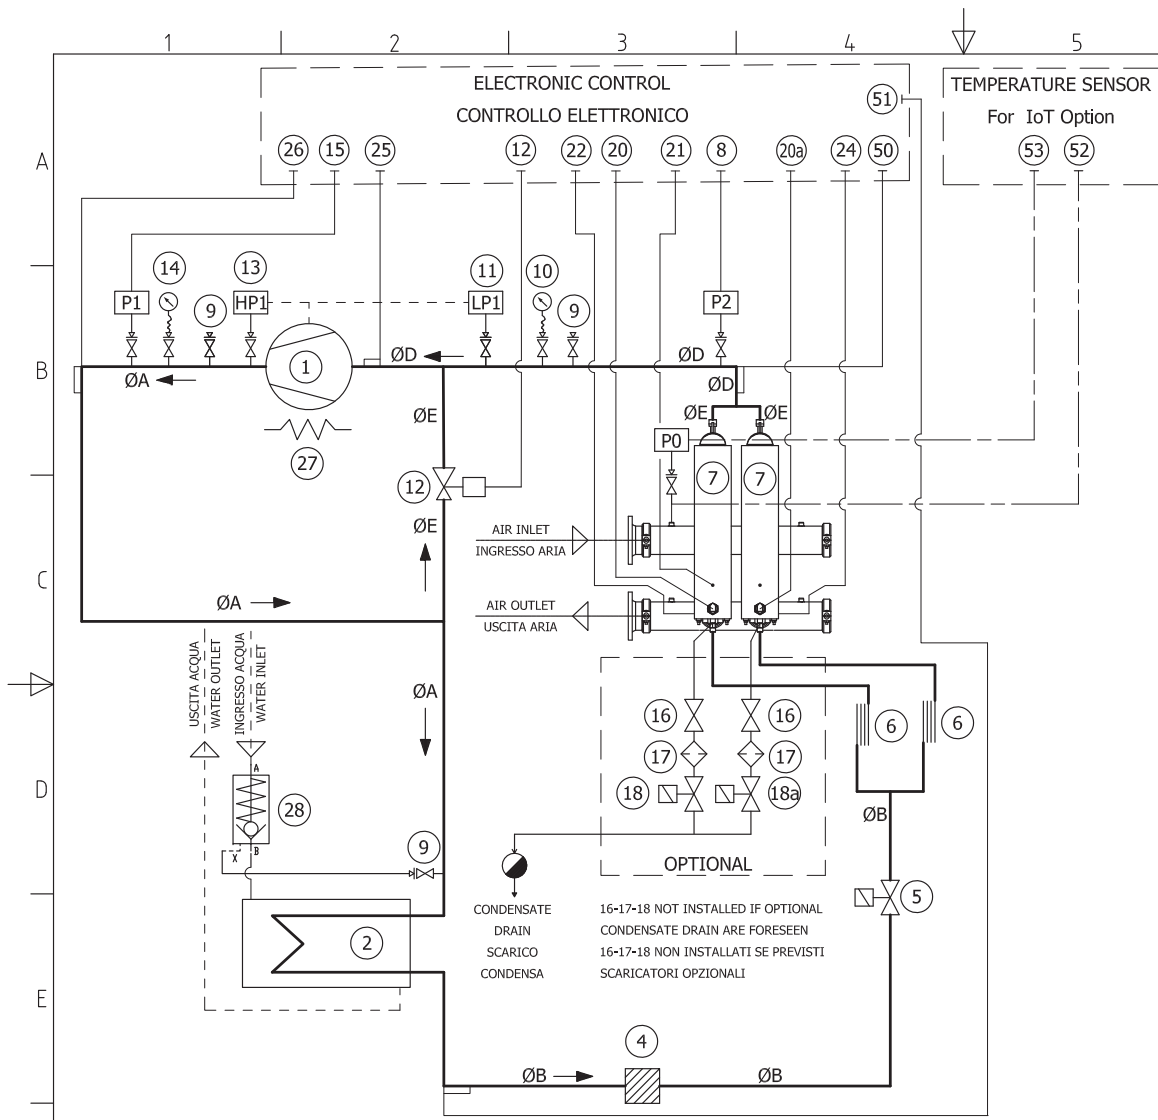 1 2 3 4 5
ELECTRONIC CONTROL
CONTROLLO ELETTRONICO
51
TEMPERATURE SENSOR
For IoT Option
A
26 15 25 12 22 20 21 8 20a 24 50 53 52
14 13 11 10
P1 9 HP1 LP1 9 P2
B
1
ØD ØD
ØA ØD
ØE ØE ØE
27
P0
7 7
12
ØE
AIR INLET
INGRESSO ARIA
C
ØA
AIR OUTLET
USCITA ARIA
USCITA ACQUA
WATER OUTLET
INGRESSO ACQUA
WATER INLET
ØA
16 16 6 6
17 17
A
D
28
18 18a
ØB
X B
9
OPTIONAL
5
CONDENSATE
DRAIN
SCARICO
CONDENSA
16-17-18 NOT INSTALLED IF OPTIONAL
CONDENSATE DRAIN ARE FORESEEN
16-17-18 NON INSTALLATI SE PREVISTI
SCARICATORI OPZIONALI
2
E
4
ØB ØB